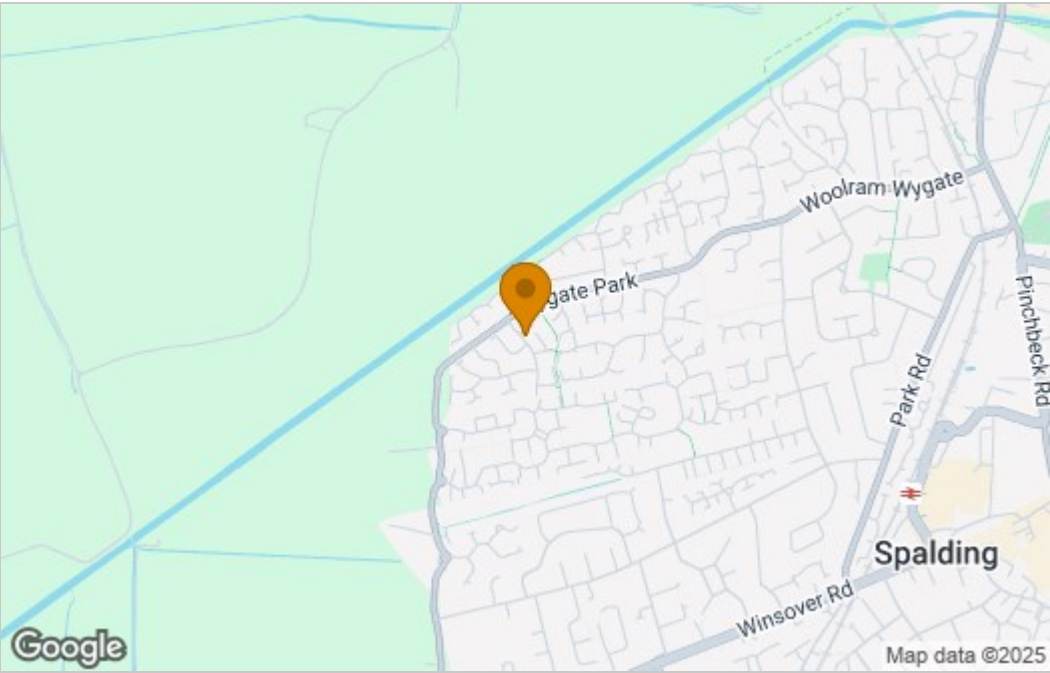 Woolram Wygate
gate Park
Pinchbeck Rd
Park Rd
Spalding
Winsover Rd
Google
Map data ©2025